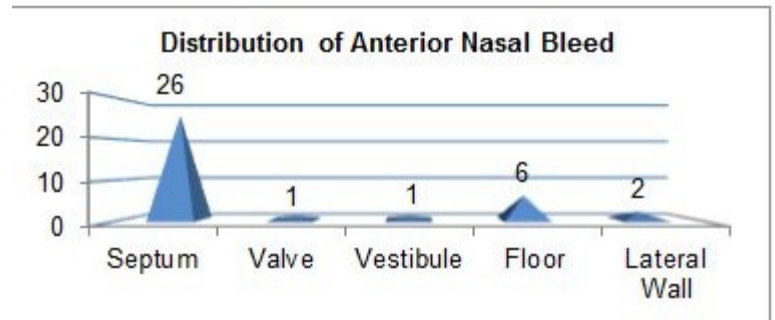 Distribution of Anterior Nasal Bleed
30
20
10
0
26
1
1
6
2
Septum
Valve
Vestibule
Floor
Lateral
Wall